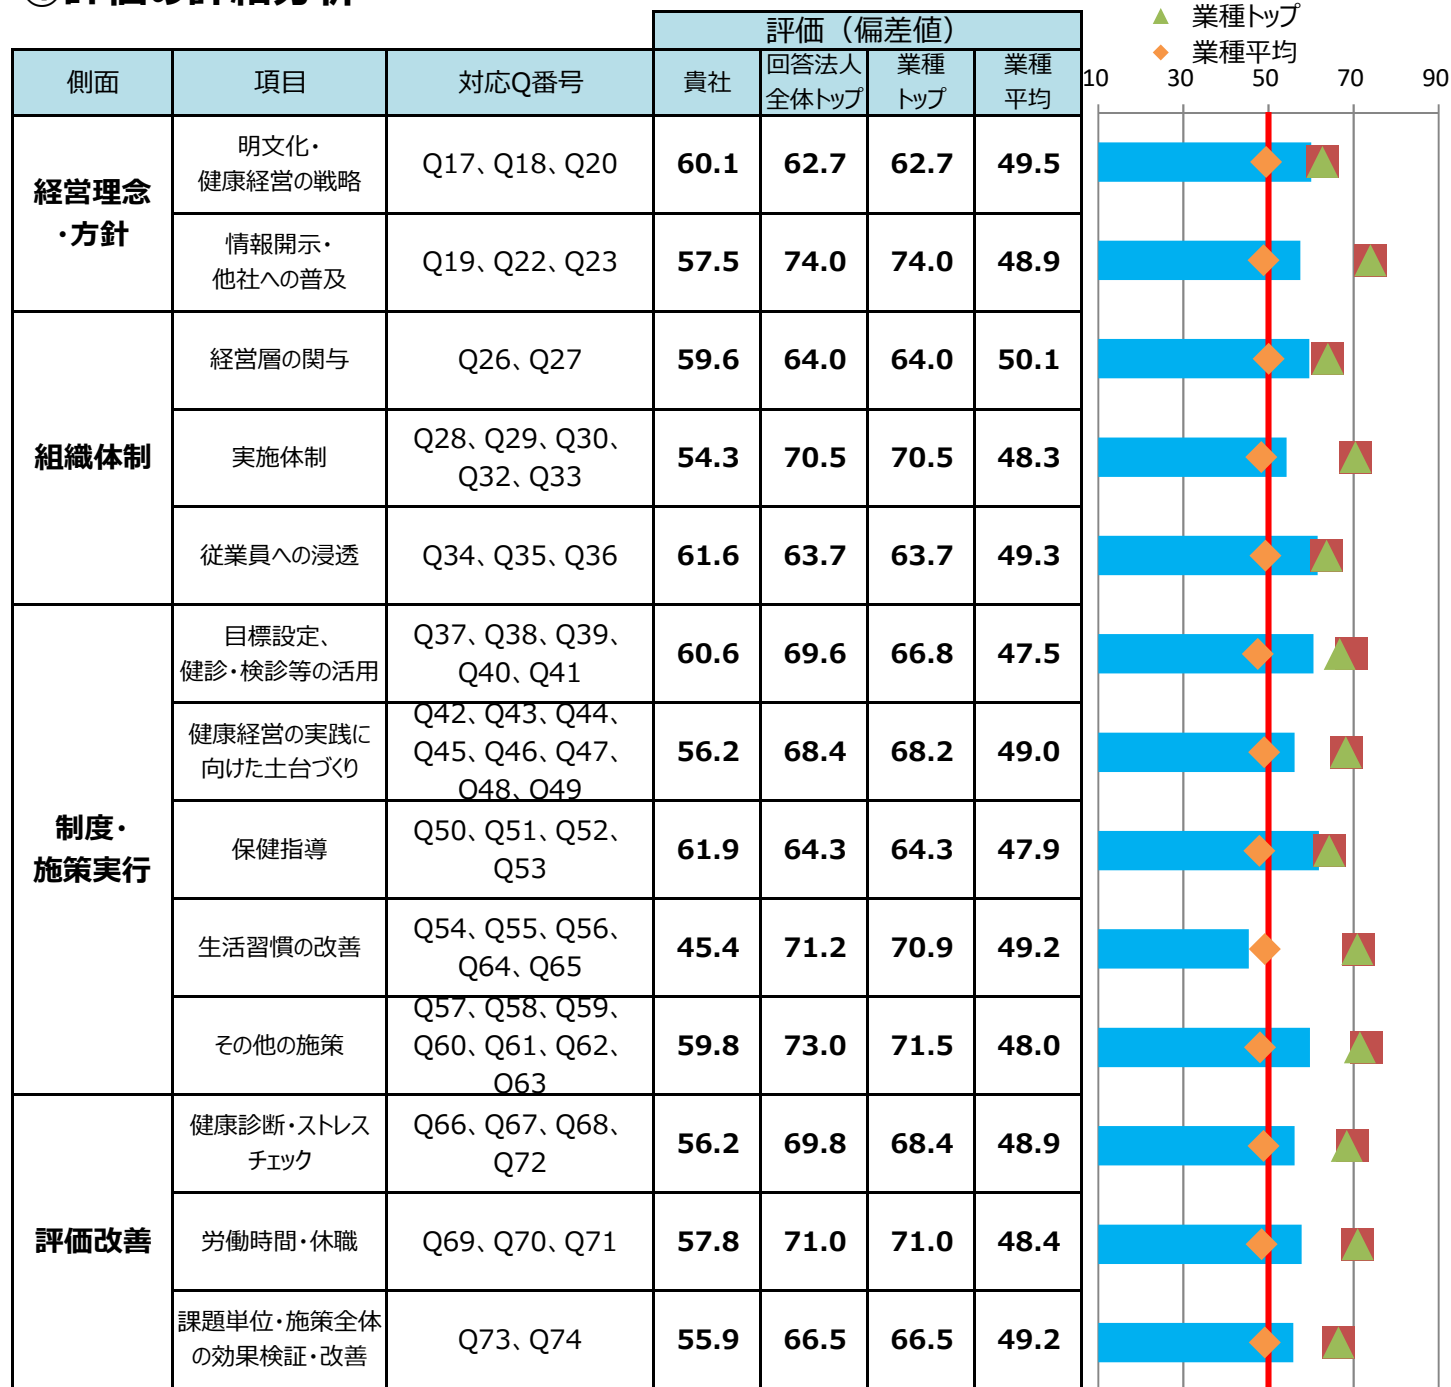 評価（偏差値）
側面 項目 対応Q番号 貴社 回答法人 業種 業種
全体トップ トップ 平均
▲ 業種トップ
◆ 業種平均
10 30 50 70 90
経営理念
・方針
明文化・
健康経営の戦略
Q17、Q18、Q20 60.1 62.7 62.7 49.5
情報開示・
他社への普及
Q19、Q22、Q23 57.5 74.0 74.0 48.9
組織体制
経営層の関与 Q26、Q27 59.6 64.0 64.0 50.1
実施体制
Q28、Q29、Q30、
Q32、Q33
54.3 70.5 70.5 48.3
従業員への浸透 Q34、Q35、Q36 61.6 63.7 63.7 49.3
制度・
施策実行
目標設定、
健診・検診等の活用
Q37、Q38、Q39、
Q40、Q41
60.6 69.6 66.8 47.5
健康経営の実践に
向けた土台づくり
Q42、Q43、Q44、
Q45、Q46、Q47、
Q48、Q49
56.2 68.4 68.2 49.0
保健指導
Q50、Q51、Q52、
Q53
61.9 64.3 64.3 47.9
生活習慣の改善
Q54、Q55、Q56、
Q64、Q65
45.4 71.2 70.9 49.2
その他の施策
Q57、Q58、Q59、
Q60、Q61、Q62、
Q63
59.8 73.0 71.5 48.0
評価改善
健康診断・ストレス
チェック
Q66、Q67、Q68、
Q72
56.2 69.8 68.4 48.9
労働時間・休職 Q69、Q70、Q71 57.8 71.0 71.0 48.4
課題単位・施策全体
の効果検証・改善
Q73、Q74 55.9 66.5 66.5 49.2